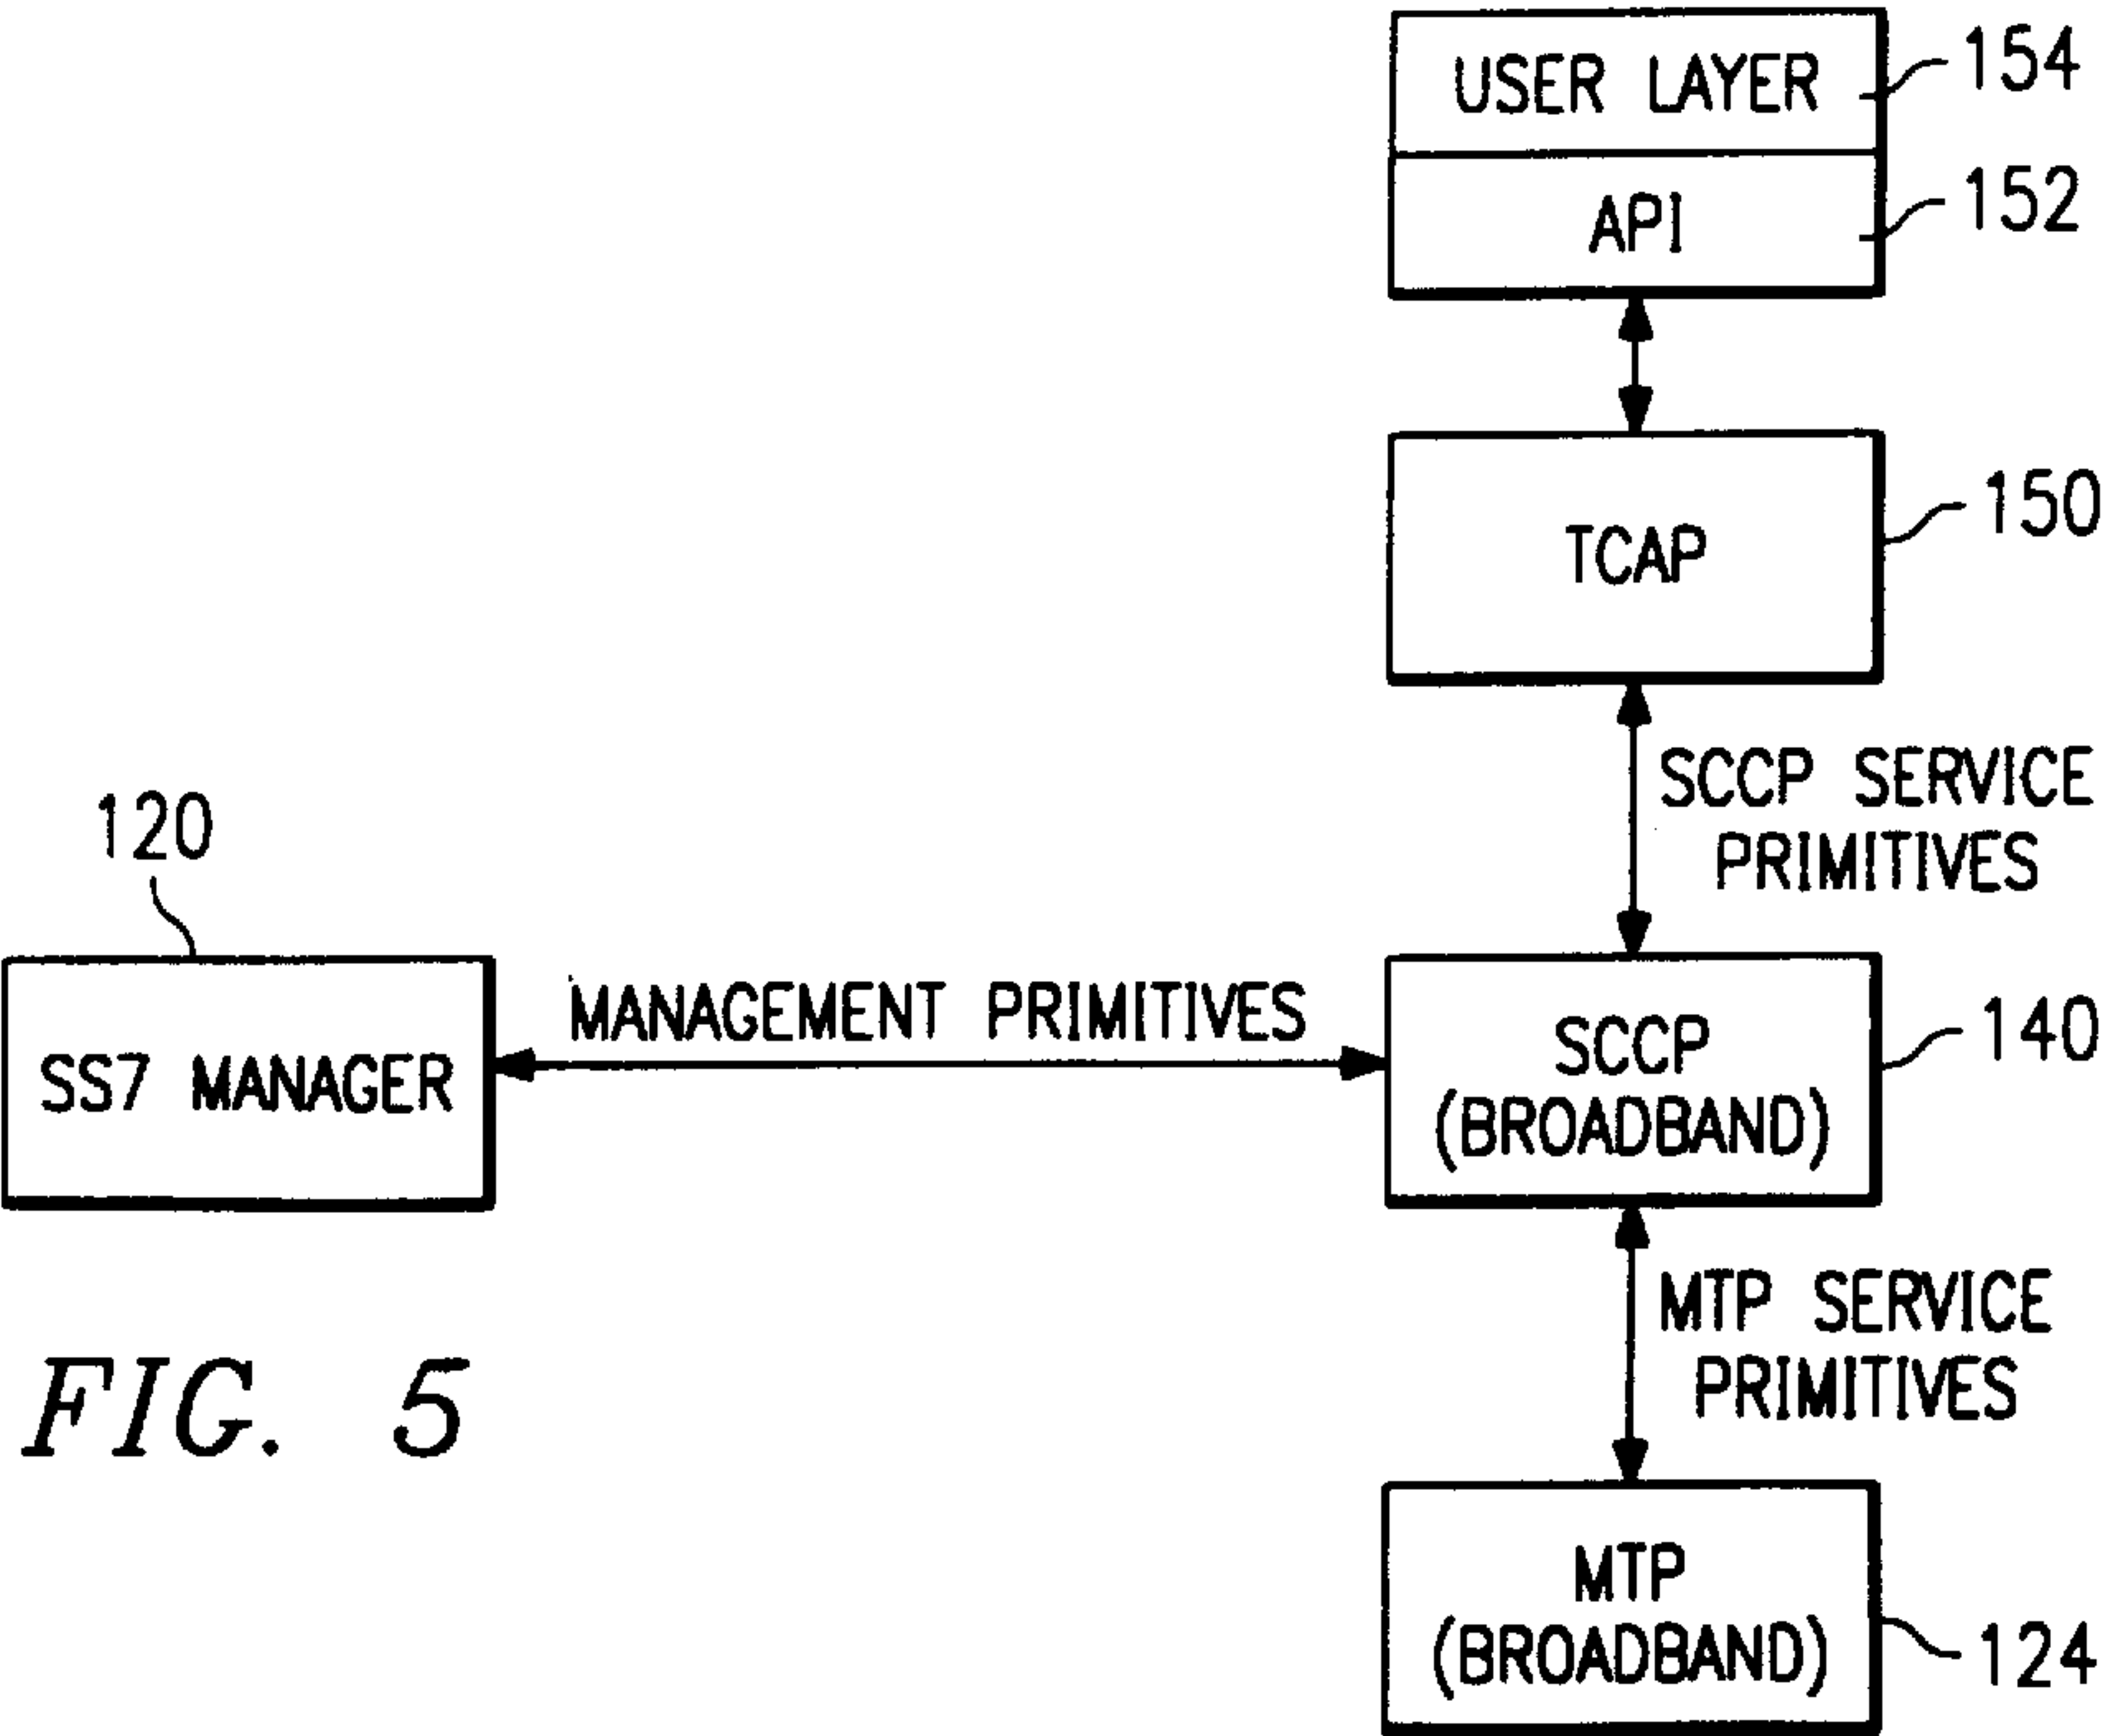 USER LAYER
154
API
152
TCAP
150
SCCP SERVICE
PRIMITIVES
120
SS7 MANAGER
MANAGEMENT PRIMITIVES
SCCP
(BROADBAND)
140
MTP SERVICE
PRIMITIVES
FIG. 5
MTP
(BROADBAND)
124